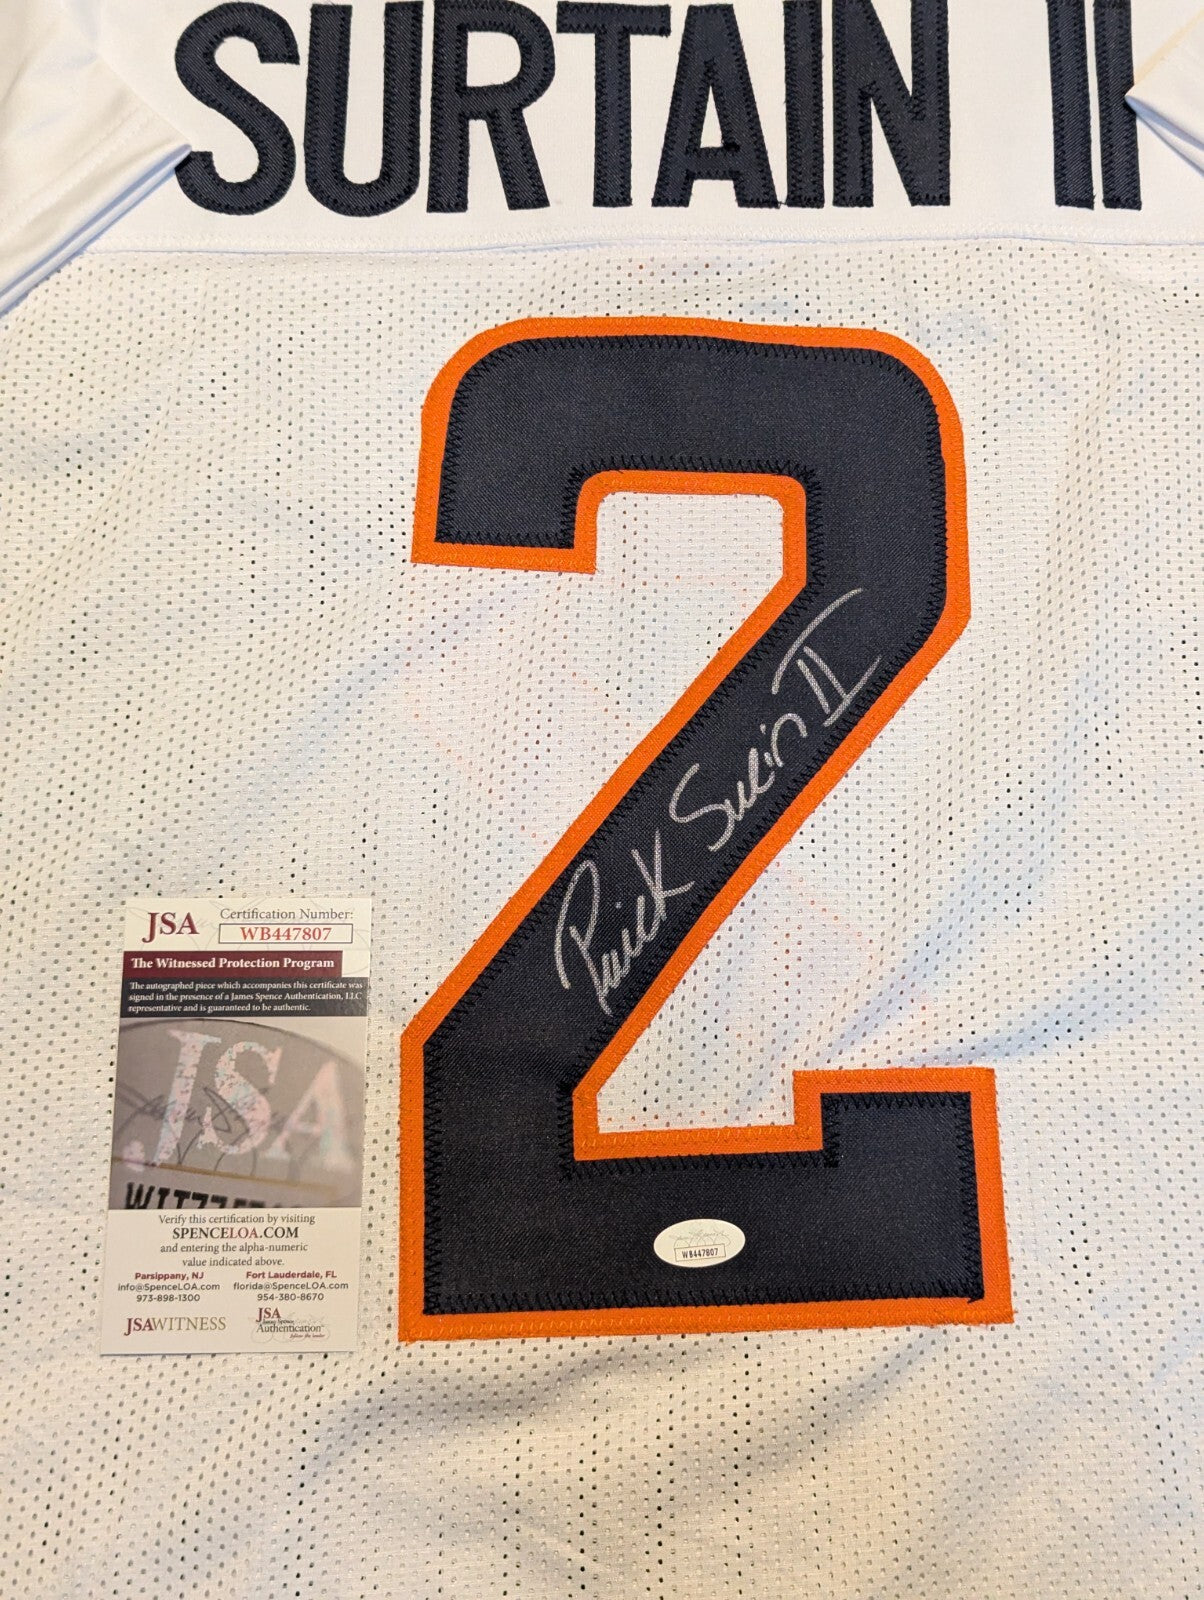 SURTAIN II
2
Patrick Surtain II
JSA
Certification Number:
WB447807
The Witnessed Protection Program
The autographed piece which accompanies this certificate was
signed in the presence of a James Spence Authentication, LLC
representative and is guaranteed to be authentic.
JSA
Verify this certification by visiting
SPENCELOA.COM
and entering the alpha-numeric
value indicated above.
Parsippany, NJ
info@SpenceLOA.com
973-898-1300
Fort Lauderdale, FL
florida@SpenceLOA.com
954-380-8670
JSAWITNESS
JSA
James Spence
Authentication
WB447807